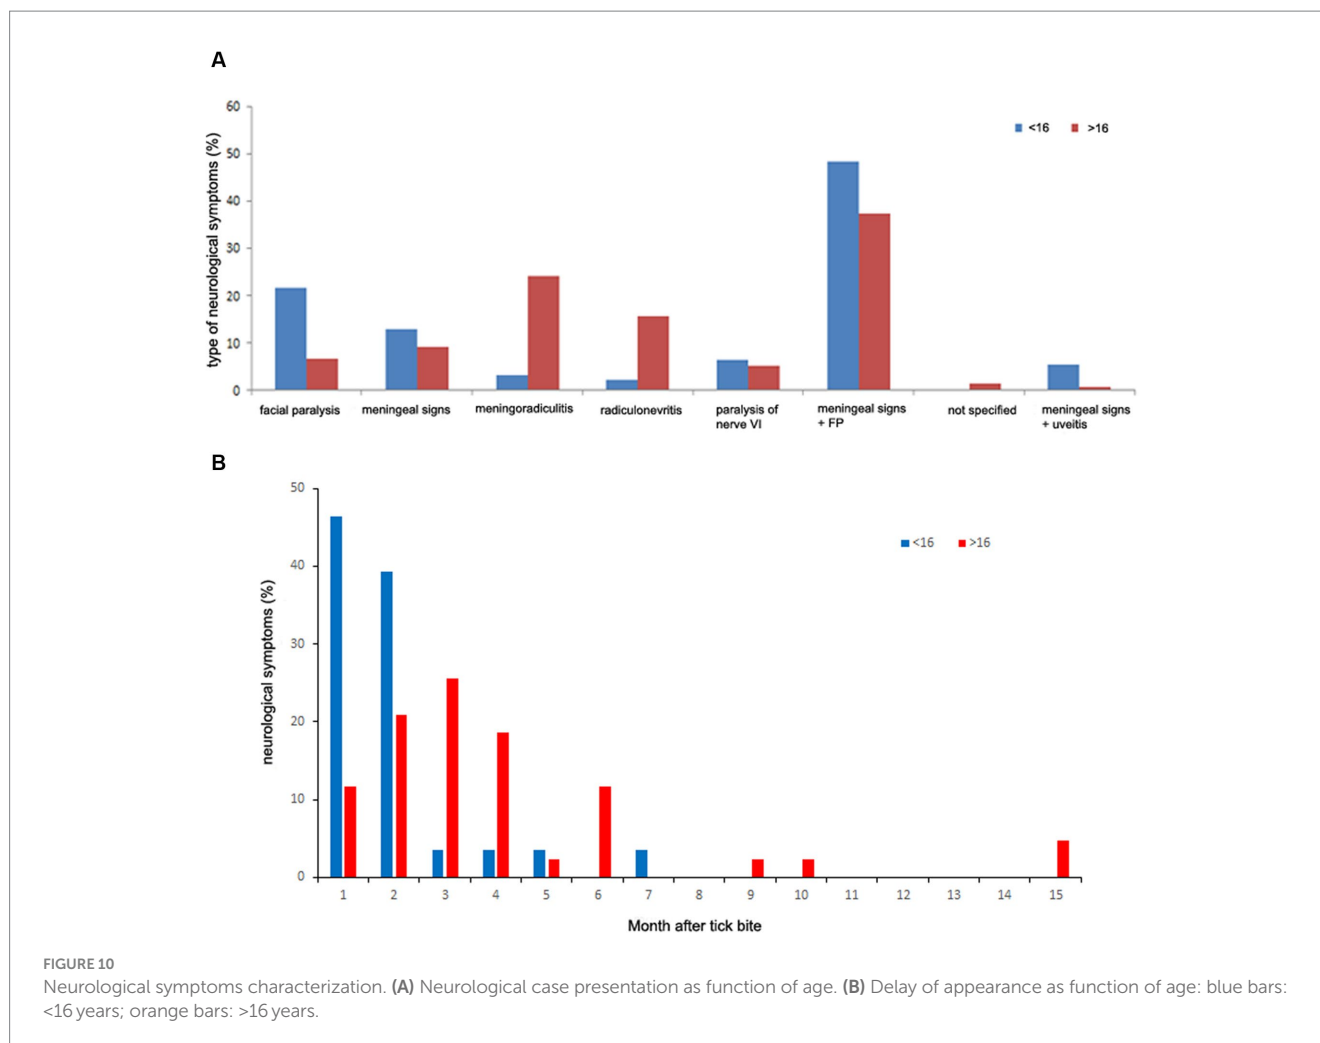 A
60
50
40
30
20
10
0
type of neurological symptoms (%)
<16 >16
facial paralysis
meningeal signs
meningoradiculitis
radiculonevritis
paralysis of
nerve VI
meningeal signs
+ FP
not specified
meningeal signs
+ uveitis
B
50
40
30
20
10
0
neurological symptoms (%)
<16 >16
1 2 3 4 5 6 7 8 9 10 11 12 13 14 15
Month after tick bite
FIGURE 10
Neurological symptoms characterization. (A) Neurological case presentation as function of age. (B) Delay of appearance as function of age: blue bars:
<16 years; orange bars: >16 years.